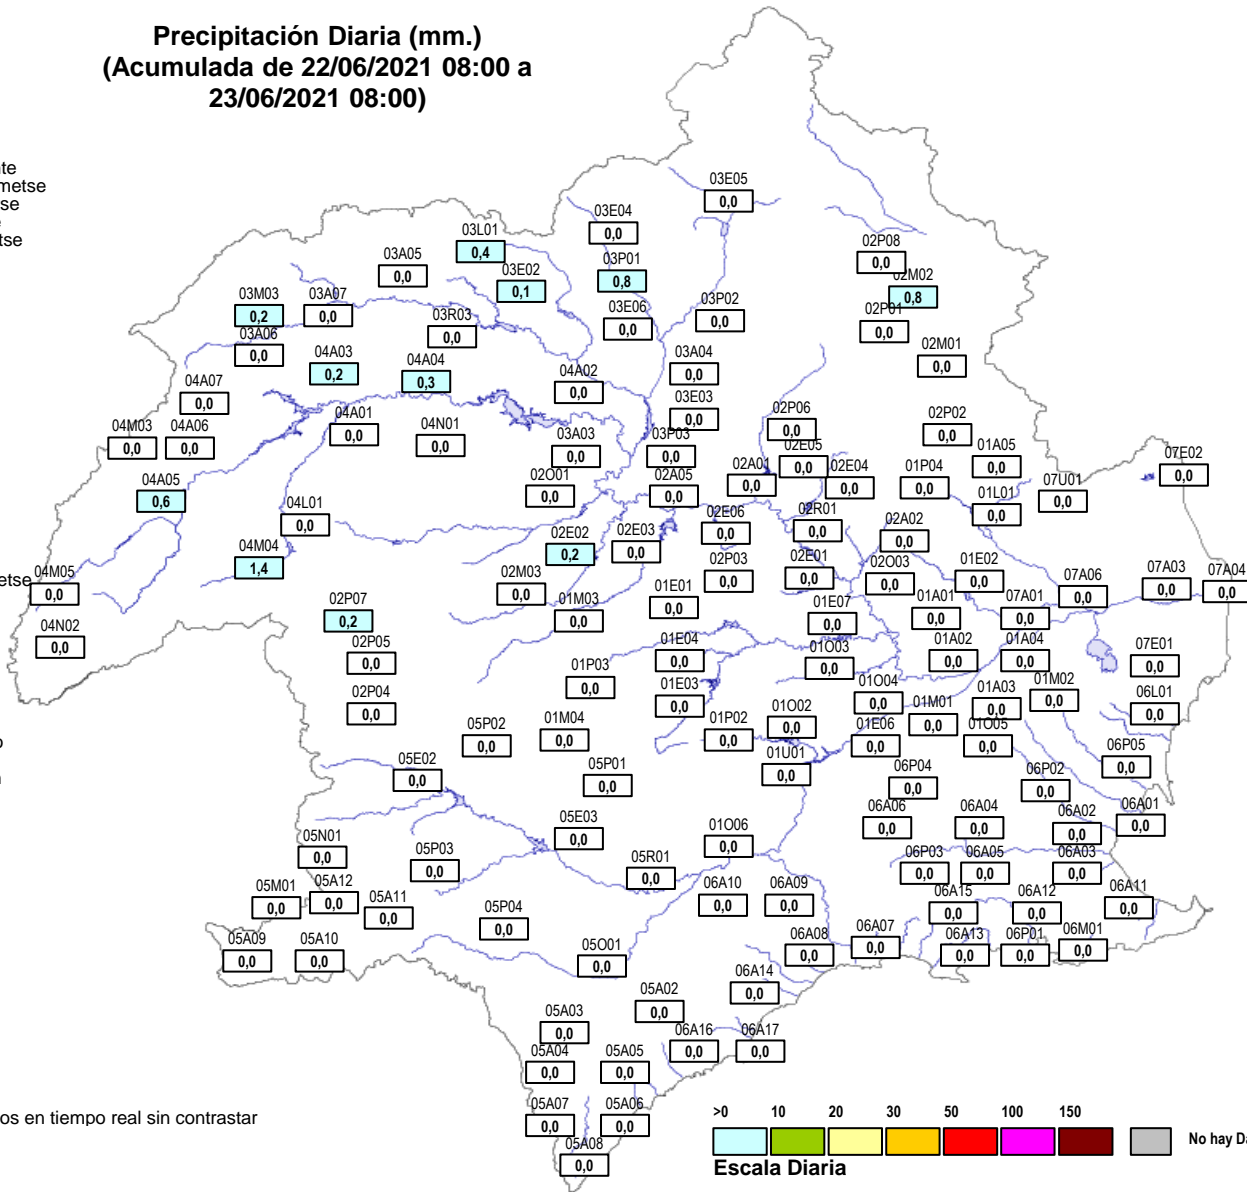 Precipitación Diaria (mm.)
(Acumulada de 22/06/2021 08:00 a
23/06/2021 08:00)
03E05
0,0
metse
03E04
0,0
03L01
0,4
02P08
0,0
03A05
0,0
03E02
0,1
03P01
0,8
02M02
0,8
03M03
0,2
03A07
0,0
03R03
0,0
03E06
0,0
03P02
0,0
02P01
0,0
03A06
0,0
04A03
0,2
04A04
0,3
04A02
0,0
03A04
0,0
02M01
0,0
04A07
0,0
03E03
0,0
04M03
0,0
04A06
0,0
04A01
0,0
04N01
0,0
03A03
0,0
03P03
0,0
02P06
0,0
02P02
0,0
02E05
0,0
01A05
0,0
07E02
0,0
04A05
0,6
02O01
0,0
02A05
0,0
02A01
0,0
02E04
0,0
01P04
0,0
07U01
0,0
04L01
0,0
01L01
0,0
02E06
0,0
02R01
0,0
02A02
0,0
04M04
1,4
02E02
0,2
02E03
0,0
metse
04M05
0,0
02M03
0,0
02P03
0,0
02E01
0,0
02O03
0,0
01E02
0,0
07A06
0,0
07A03
0,0
07A04
0,0
02P07
0,2
01M03
0,0
01E01
0,0
01E07
0,0
01A01
0,0
07A01
0,0
04N02
0,0
02P05
0,0
01E04
0,0
01O03
0,0
01A02
0,0
01A04
0,0
07E01
0,0
01P03
0,0
01E03
0,0
01O04
0,0
01A03
0,0
01M02
0,0
02P04
0,0
06L01
0,0
05P02
0,0
01M04
0,0
01P02
0,0
01O02
0,0
01E06
0,0
01M01
0,0
01O05
0,0
05E02
0,0
05P01
0,0
01U01
0,0
06P04
0,0
06P02
0,0
06P05
0,0
05E03
0,0
01O06
0,0
06A06
0,0
06A04
0,0
06A02
0,0
06A01
0,0
05N01
0,0
05P03
0,0
05R01
0,0
06P03
0,0
06A05
0,0
06A03
0,0
05M01
0,0
05A12
0,0
05A11
0,0
06A10
0,0
06A09
0,0
06A15
0,0
06A12
0,0
06A11
0,0
05P04
0,0
05A09
0,0
05A10
0,0
05O01
0,0
06A08
0,0
06A07
0,0
06A13
0,0
06P01
0,0
06M01
0,0
06A14
0,0
05A02
0,0
05A03
0,0
06A16
0,0
06A17
0,0
05A04
0,0
05A05
0,0
05A07
0,0
05A06
0,0
05A08
0,0
os en tiempo real sin contrastar
>0 10 20 30 50 100 150
No hay Da
Escala Diaria